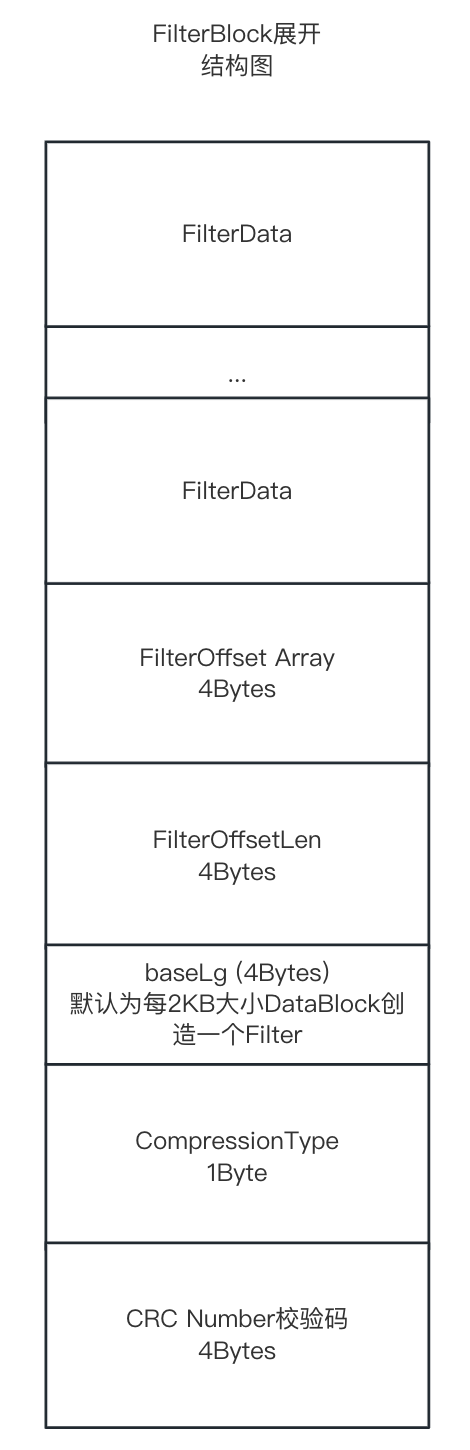 FilterBlock展开
结构图
FilterData
...
FilterData
FilterOffset Array
4Bytes
FilterOffsetLen
4Bytes
baseLg (4Bytes)
默认为每2KB大小DataBlock创
造一个Filter
CompressionType
1Byte
CRC Number校验码
4Bytes